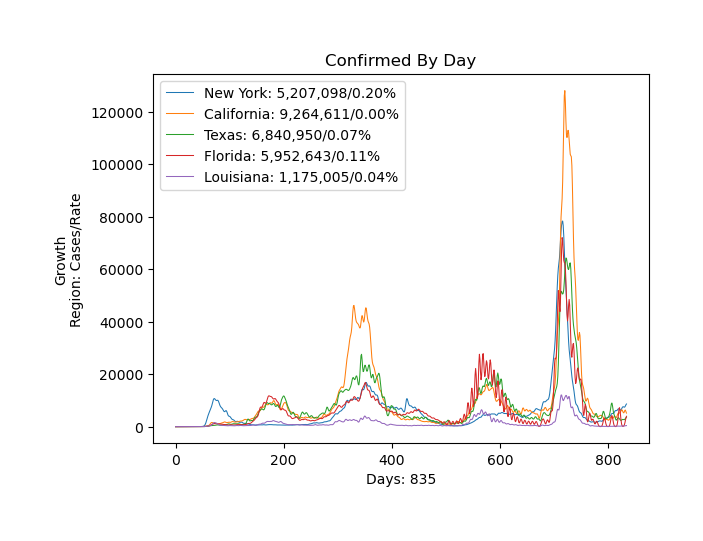 Confirmed By Day
New York: 5,207,098/0.20%
California: 9,264,611/0.00%
Texas: 6,840,950/0.07%
Florida: 5,952,643/0.11%
Louisiana: 1,175,005/0.04%
120000
100000
80000
60000
40000
20000
0
Growth
Region: Cases/Rate
0 200 400 600 800
Days: 835